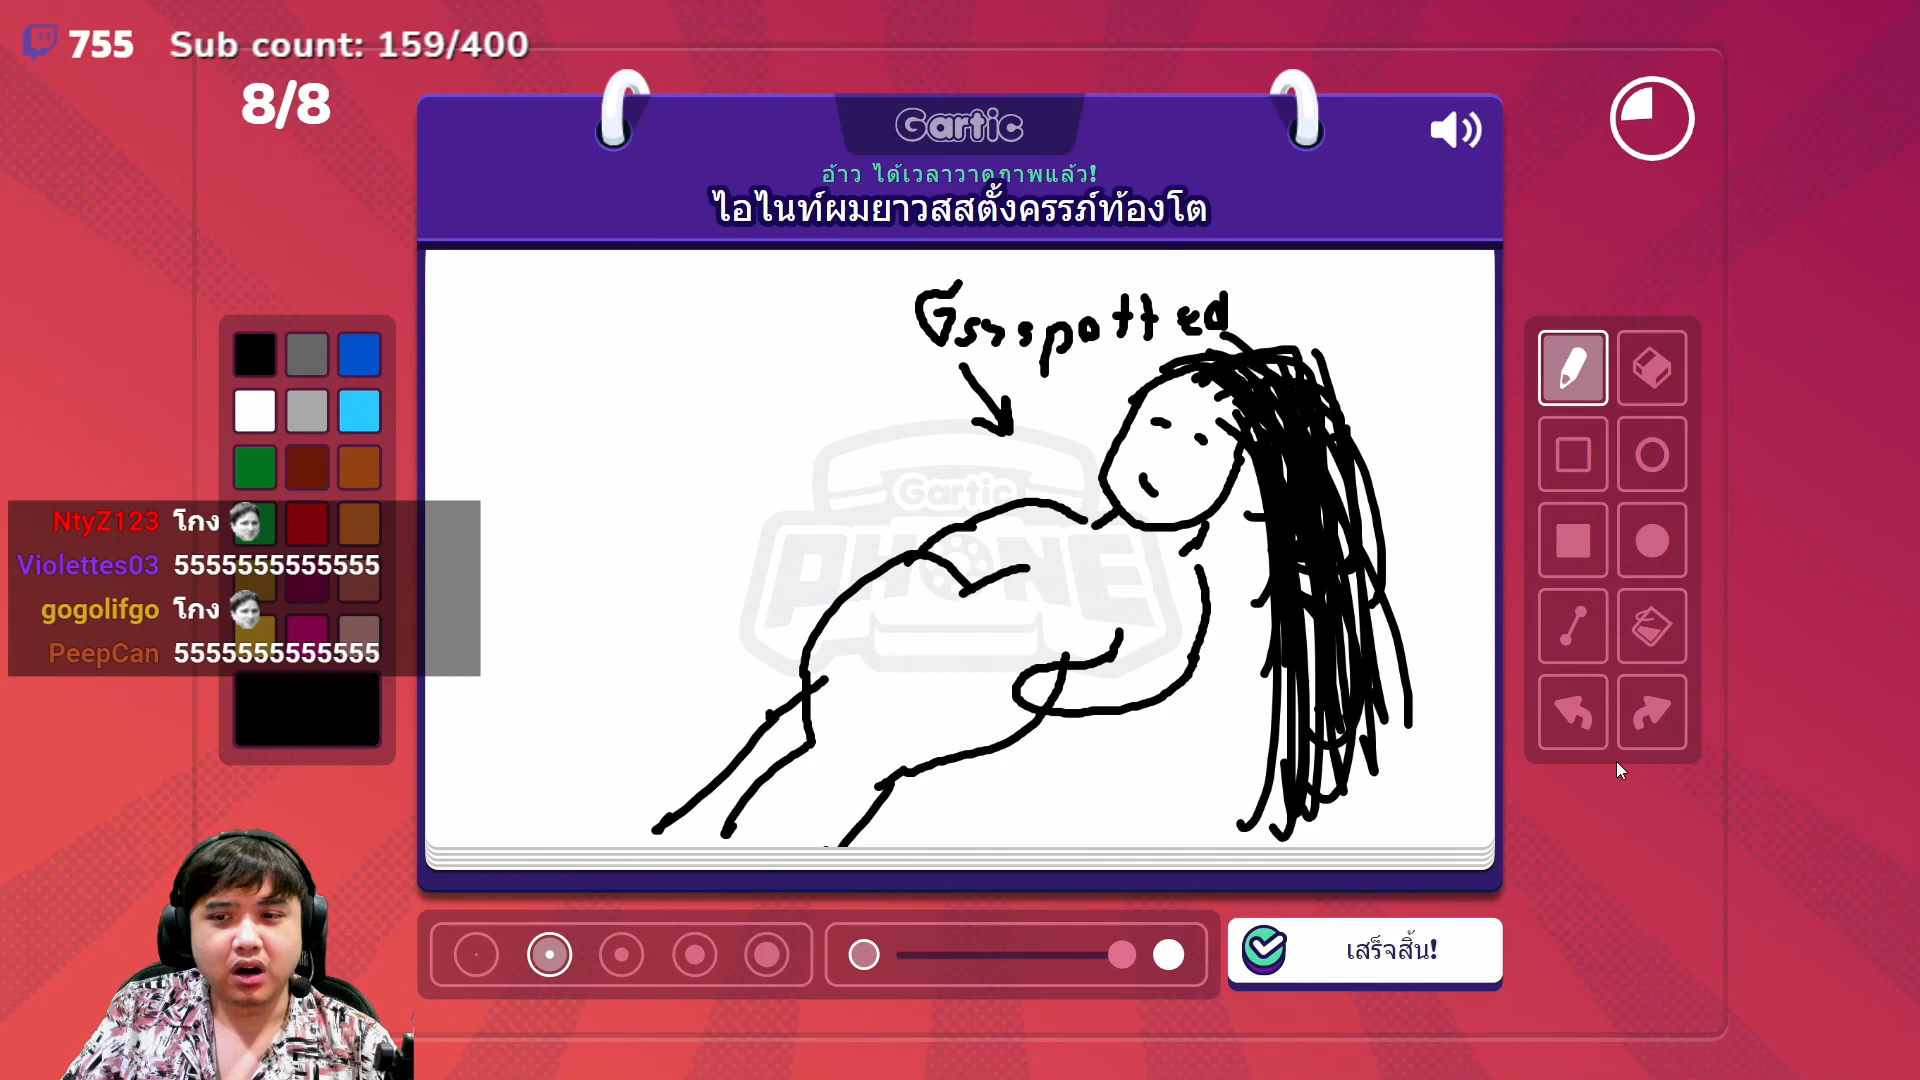 755 Sub count: 159/400
8/8
Gartic
อ้าว ได้เวลาวาดภาพแล้ว!
ไอไนท์ผมยาวสสตั้งครรภ์ท้องโต
Gssspotted
Gartic
PHONE
NtyZ123 โกง
Violettes03 5555555555555
gogolifgo โกง
PeepCan 5555555555555
เสร็จสิ้น!